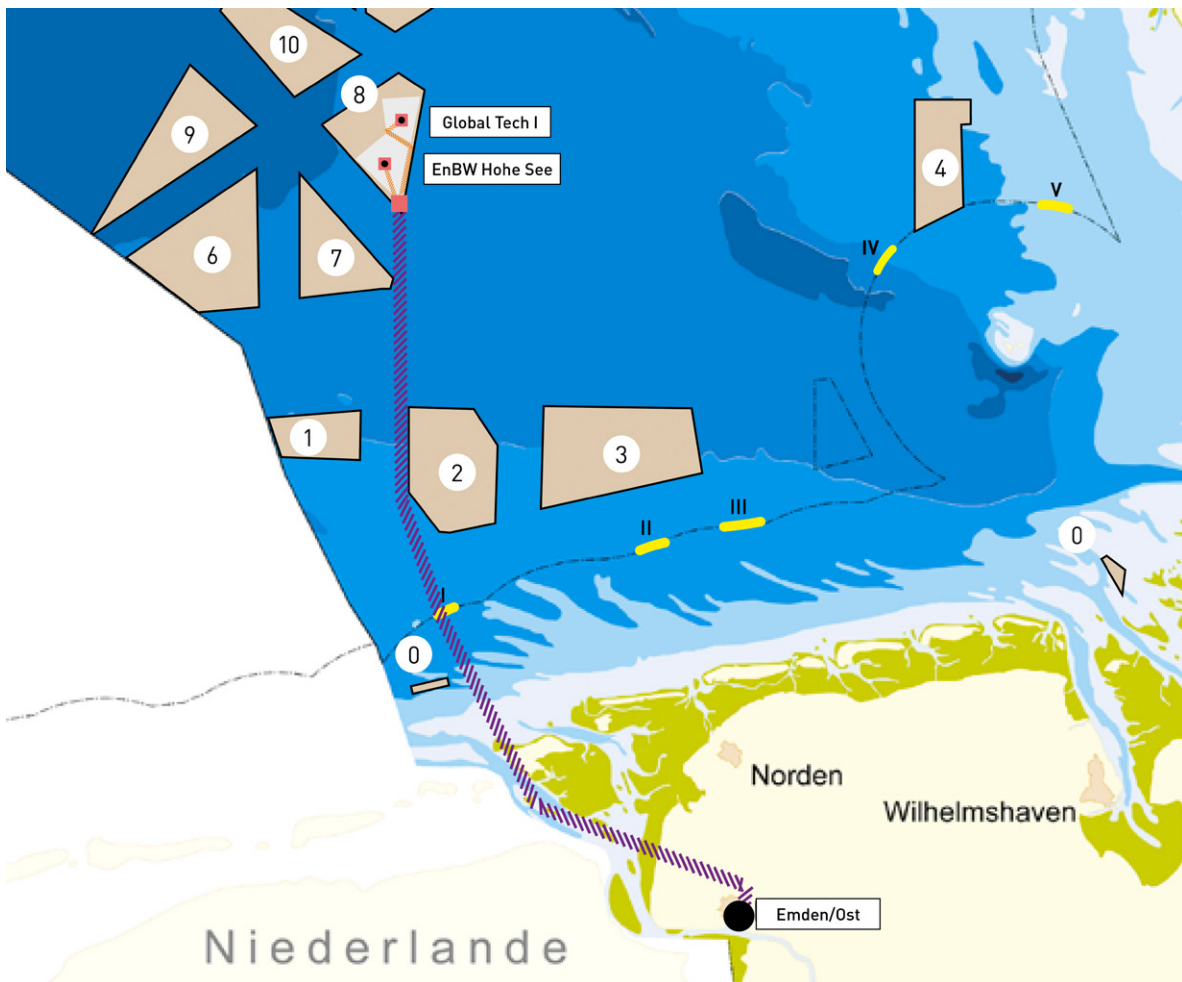 10
8
Global Tech I
9
EnBW Hohe See
4
V
6
7
IV
1
2
3
II
III
0
I
0
Norden
Wilhelmshaven
Emden/Ost
Niederlande